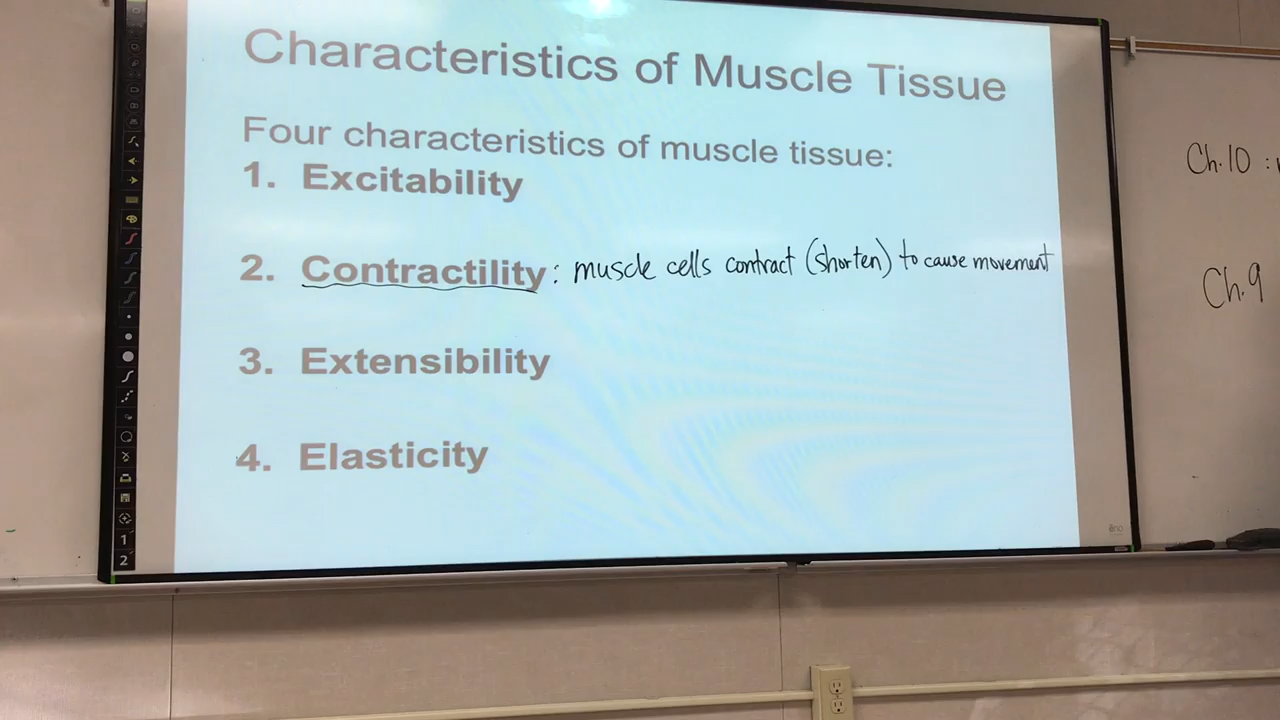 Characteristics of Muscle Tissue
Four characteristics of muscle tissue:
1. Excitability
2. Contractility: muscle cells contract (shorten) to cause movement
3. Extensibility
4. Elasticity
Ch.10 :
Ch.9
1
2